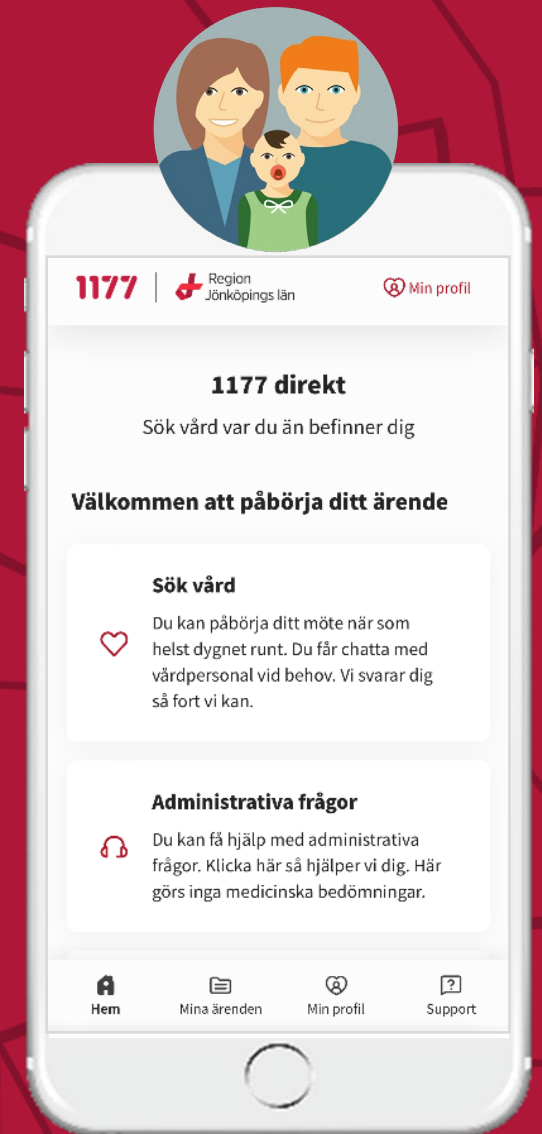 1177
Region
Jönköpings län
Min profil
1177 direkt
Sök vård var du än befinner dig
Välkommen att påbörja ditt ärende
Sök vård
Du kan påbörja ditt möte när som
helst dygnet runt. Du får chatta med
vårdpersonal vid behov. Vi svarar dig
så fort vi kan.
Administrativa frågor
Du kan få hjälp med administrativa
frågor. Klicka här så hjälper vi dig. Här
görs inga medicinska bedömningar.
Hem
Mina ärenden
Min profil
Support